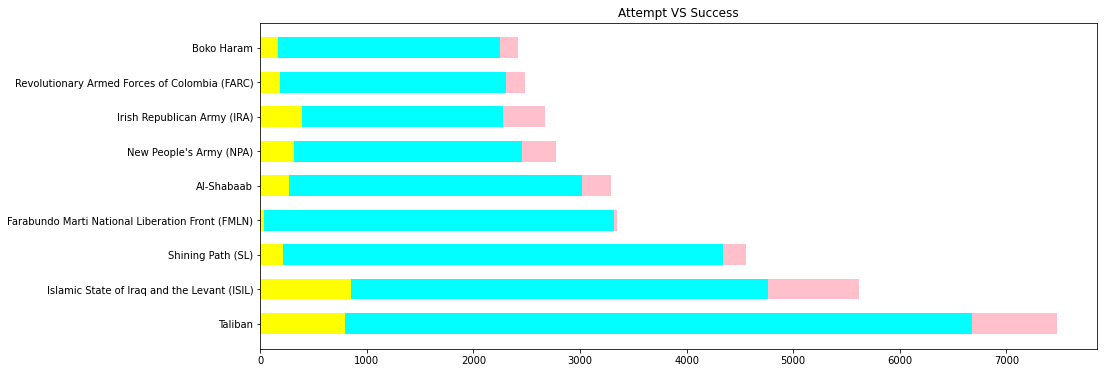 Attempt VS Success
Boko Haram
Revolutionary Armed Forces of Colombia (FARC)
Irish Republican Army (IRA)
New People's Army (NPA)
Al-Shabaab
Farabundo Marti National Liberation Front (FMLN)
Shining Path (SL)
Islamic State of Iraq and the Levant (ISIL)
Taliban
0 1000 2000 3000 4000 5000 6000 7000